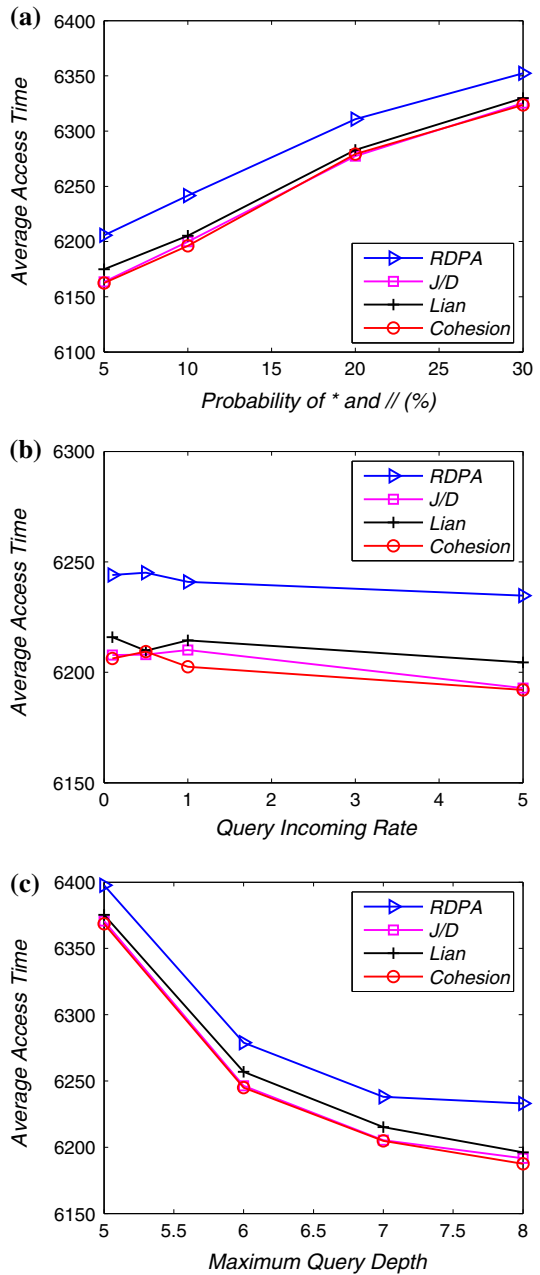 (a)
6400
6350
6300
6250
6200
6150
6100
Average Access Time
RDPA
J/D
Lian
Cohesion
5 10 15 20 25 30
Probability of * and // (%)
(b)
6300
6250
6200
6150
Average Access Time
RDPA
J/D
Lian
Cohesion
0 1 2 3 4 5
Query Incoming Rate
(c)
6400
6350
6300
6250
6200
6150
Average Access Time
RDPA
J/D
Lian
Cohesion
5 5.5 6 6.5 7 7.5 8
Maximum Query Depth